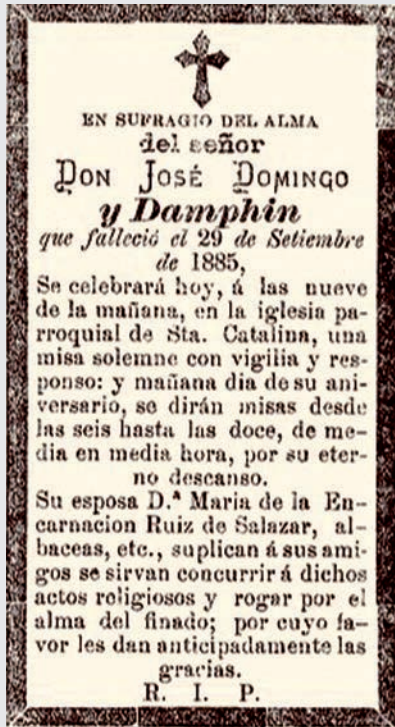 EN SUFRAGIO DEL ALMA
del señor
DON JOSÉ DOMINGO
y Damphin
que falleció el 29 de Setiembre
de 1885,
Se celebrará hoy, á las nueve
de la mañana, en la iglesia pa-
rroquial de Sta. Catalina, una
misa solemne con vigilia y res-
ponso: y mañana dia de su ani-
versario, se dirán misas desde
las seis hasta las doce, de me-
dia en media hora, por su eter-
no descanso.
Su esposa D.ª Maria de la En-
carnacion Ruiz de Salazar, al-
baceas, etc., suplican á sus ami-
gos se sirvan concurrir á dichos
actos religiosos y rogar por el
alma del finado; por cuyo fa-
vor les dan anticipadamente las
gracias.
R. I. P.